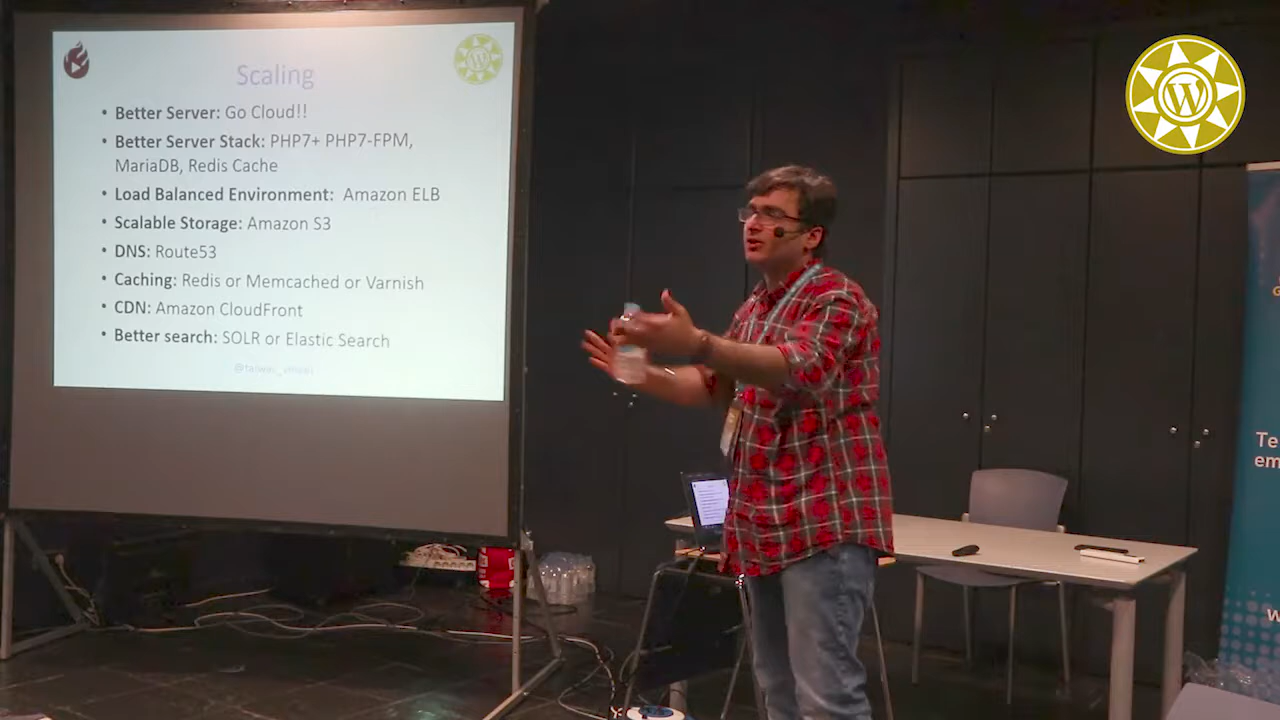 Scaling
• Better Server: Go Cloud!!
• Better Server Stack: PHP7+ PHP7-FPM,
MariaDB, Redis Cache
• Load Balanced Environment: Amazon ELB
• Scalable Storage: Amazon S3
• DNS: Route53
• Caching: Redis or Memcached or Varnish
• CDN: Amazon CloudFront
• Better search: SOLR or Elastic Search
W
Te
em
W